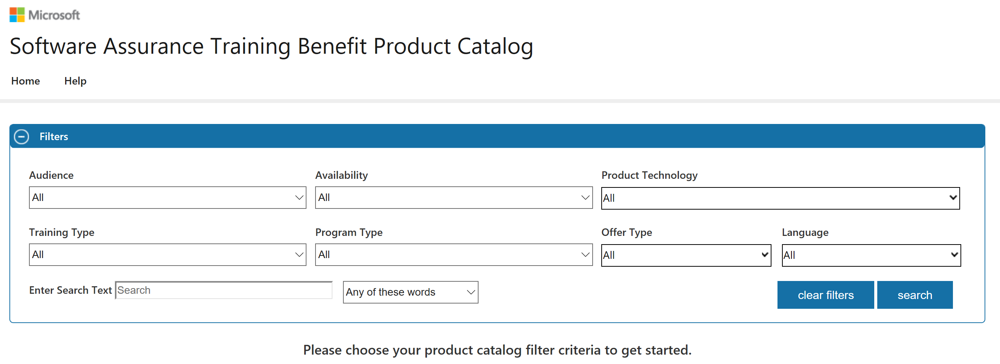 Microsoft
Software Assurance Training Benefit Product Catalog
Home Help
Filters
Audience Availability Product Technology
All All All
Training Type Program Type Offer Type Language
All All All All
Enter Search Text Search Any of these words clear filters search
Please choose your product catalog filter criteria to get started.